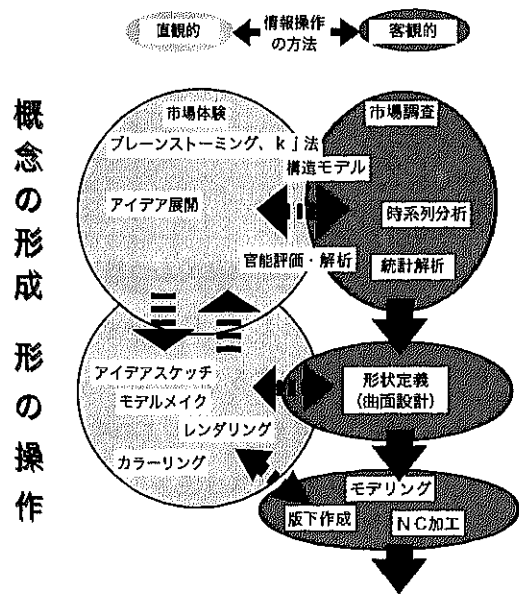 直観的
情報操作
の方法
客観的
概念の形成
形の操作
市場体験
ブレーンストーミング、kj法
構造モデル
アイデア展開
官能評価・解析
市場調査
時系列分析
統計解析
アイデアスケッチ
モデルメイク
レンダリング
カラーリング
形状定義
(曲面設計)
モデリング
版下作成
NC加工